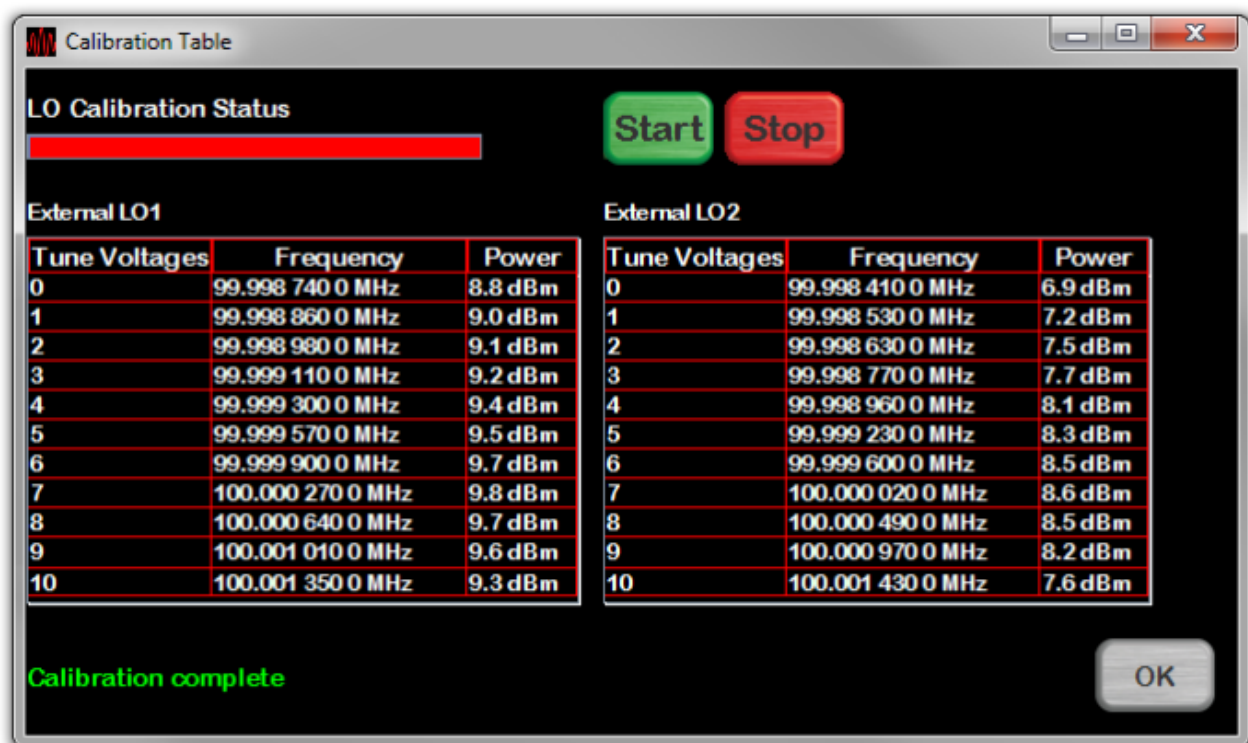 Calibration Table
LO Calibration Status
Start Stop
External LO1
Tune Voltages Frequency Power
0 99.998 740 0 MHz 8.8 dBm
1 99.998 860 0 MHz 9.0 dBm
2 99.998 980 0 MHz 9.1 dBm
3 99.999 110 0 MHz 9.2 dBm
4 99.999 300 0 MHz 9.4 dBm
5 99.999 570 0 MHz 9.5 dBm
6 99.999 900 0 MHz 9.7 dBm
7 100.000 270 0 MHz 9.8 dBm
8 100.000 640 0 MHz 9.7 dBm
9 100.001 010 0 MHz 9.6 dBm
10 100.001 350 0 MHz 9.3 dBm
External LO2
Tune Voltages Frequency Power
0 99.998 410 0 MHz 6.9 dBm
1 99.998 530 0 MHz 7.2 dBm
2 99.998 630 0 MHz 7.5 dBm
3 99.998 770 0 MHz 7.7 dBm
4 99.998 960 0 MHz 8.1 dBm
5 99.999 230 0 MHz 8.3 dBm
6 99.999 600 0 MHz 8.5 dBm
7 100.000 020 0 MHz 8.6 dBm
8 100.000 490 0 MHz 8.5 dBm
9 100.000 970 0 MHz 8.2 dBm
10 100.001 430 0 MHz 7.6 dBm
Calibration complete
OK